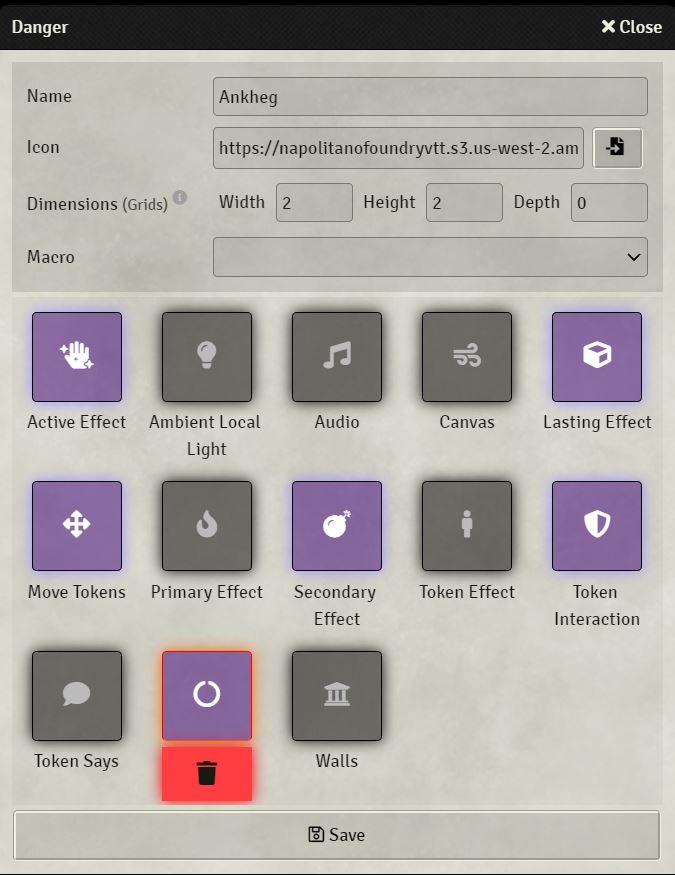 Danger Close
Name Ankheg
Icon https://napolitanofoundryvtt.s3.us-west-2.am
Dimensions (Grids) i Width 2 Height 2 Depth 0
Macro
Active Effect Ambient Local Light Audio Canvas Lasting Effect
Move Tokens Primary Effect Secondary Effect Token Effect Token Interaction
Token Says Walls
Save